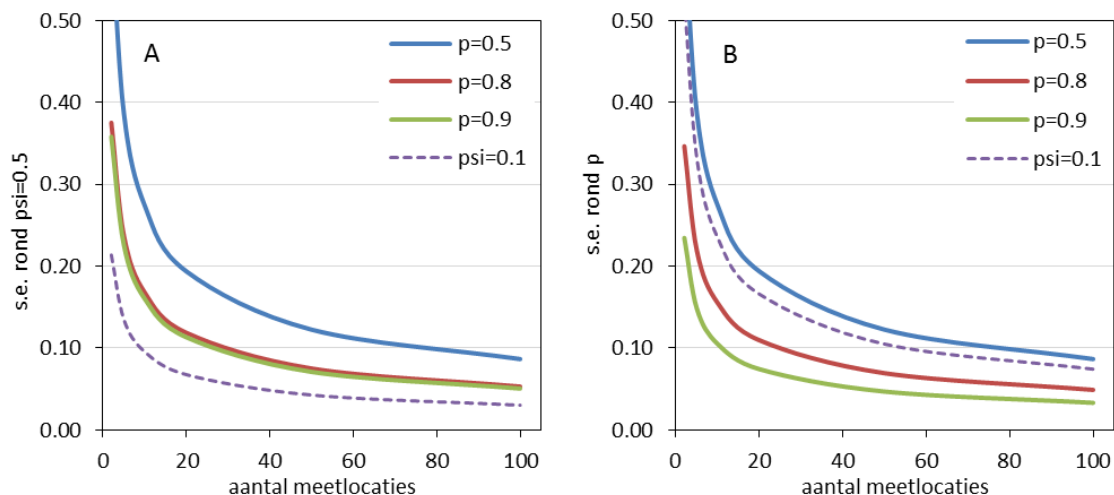 A
p=0.5
p=0.8
p=0.9
psi=0.1
0.50
0.40
0.30
0.20
0.10
0.00
s.e. rond psi=0.5
0 20 40 60 80 100
aantal meetlocaties
B
p=0.5
p=0.8
p=0.9
psi=0.1
0.50
0.40
0.30
0.20
0.10
0.00
s.e. rond p
0 20 40 60 80 100
aantal meetlocaties